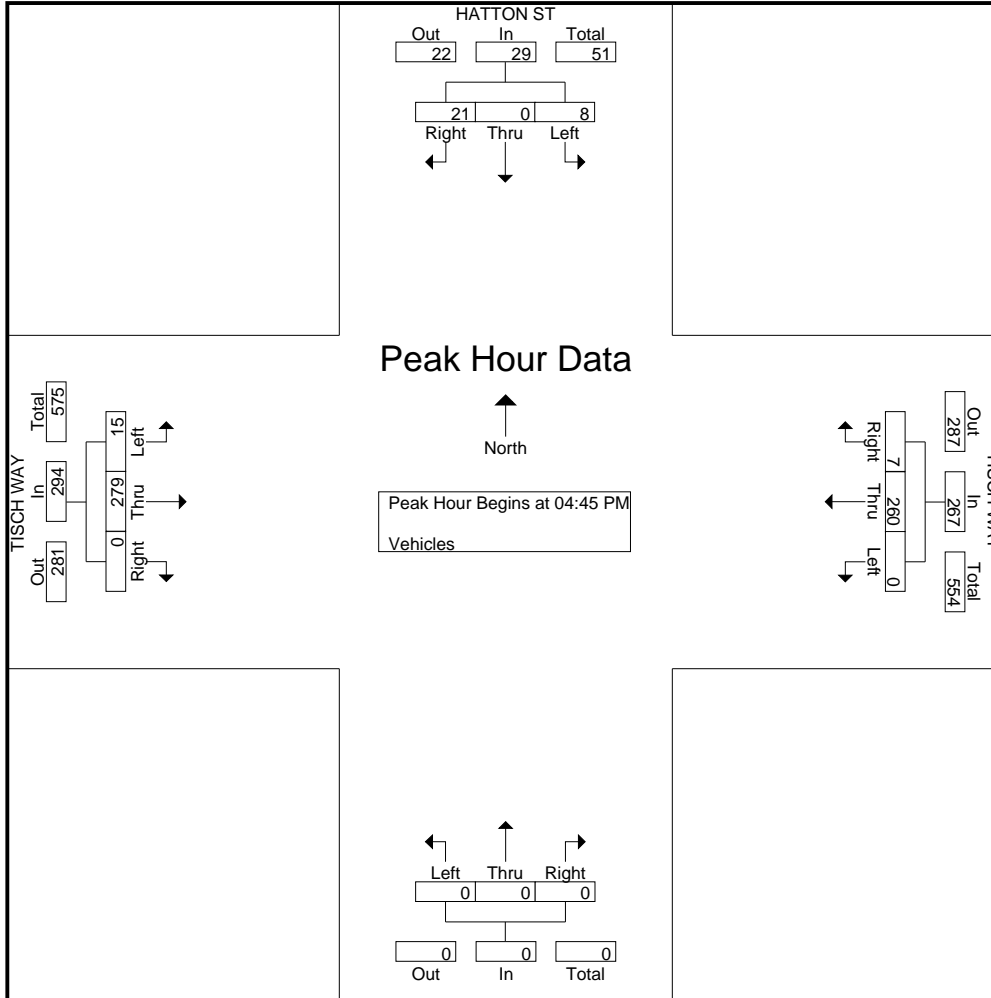 HATTON ST
Out In Total
22 29 51
21 0 8
Right Thru Left
Peak Hour Data
North
Peak Hour Begins at 04:45 PM
Vehicles
TISCH WAY
Out In Total
281 294 575
0 279 15
Right Thru Left
Out In Total
287 267 554
7 260 0
Right Thru Left
Left Thru Right
0 0 0
0 0 0
Out In Total